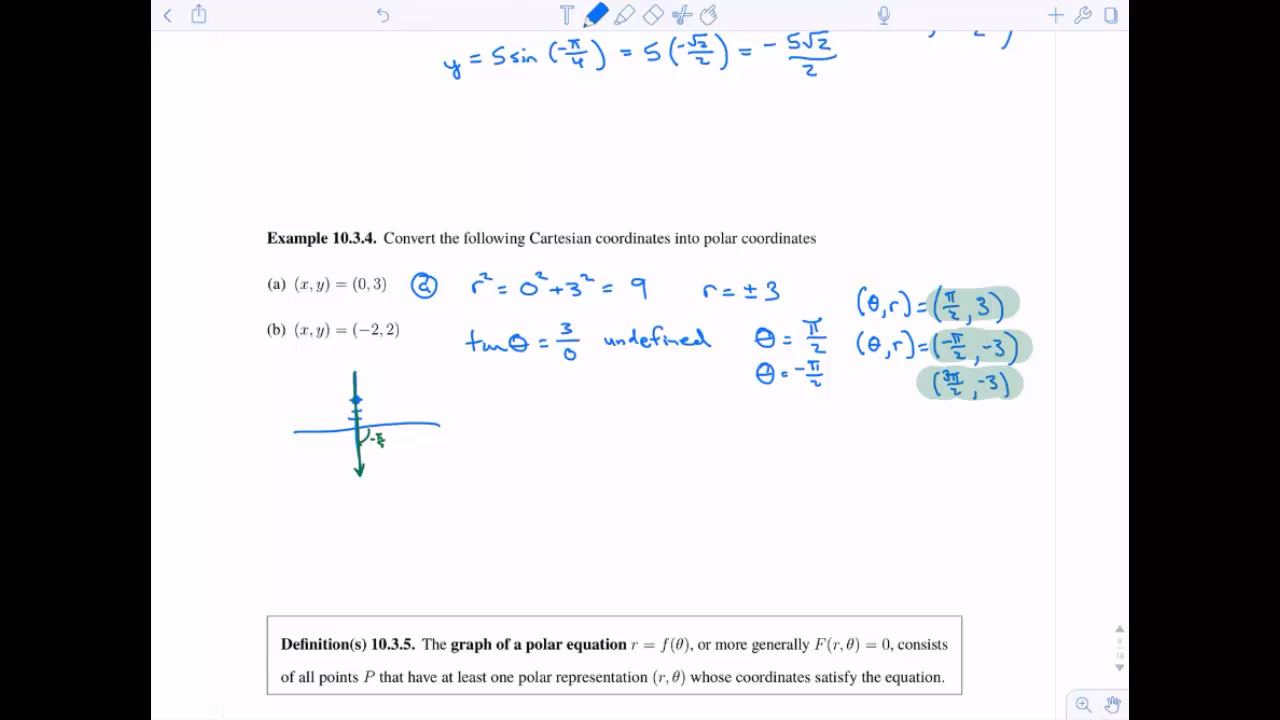 y = 5 sin (-π/4) = 5 (-√2/2) = - 5√2/2
Example 10.3.4. Convert the following Cartesian coordinates into polar coordinates
(a) (x, y) = (0, 3) ⓐ r² = 0² + 3² = 9 r = ± 3 (θ, r) = (π/2, 3)
(b) (x, y) = (−2, 2) tan θ = 3/0 undefined θ = π/2 (θ, r) = (-π/2, -3)
θ = -π/2 (3π/2, -3)
Definition(s) 10.3.5. The graph of a polar equation r = f(θ), or more generally F(r, θ) = 0, consists
of all points P that have at least one polar representation (r, θ) whose coordinates satisfy the equation.